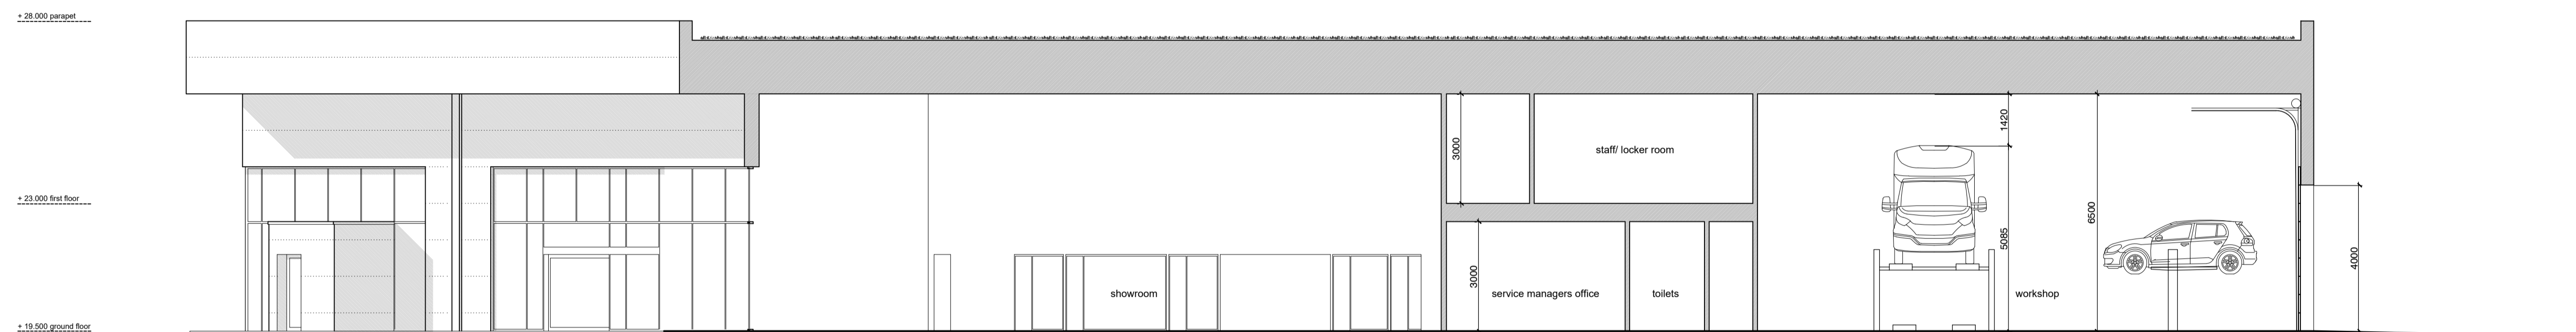 + 28.000 parapet
1420
3000
staff/ locker room
+ 23.000 first floor
6500
5085
4000
3000
showroom
service managers office
toilets
workshop
+ 19.500 ground floor